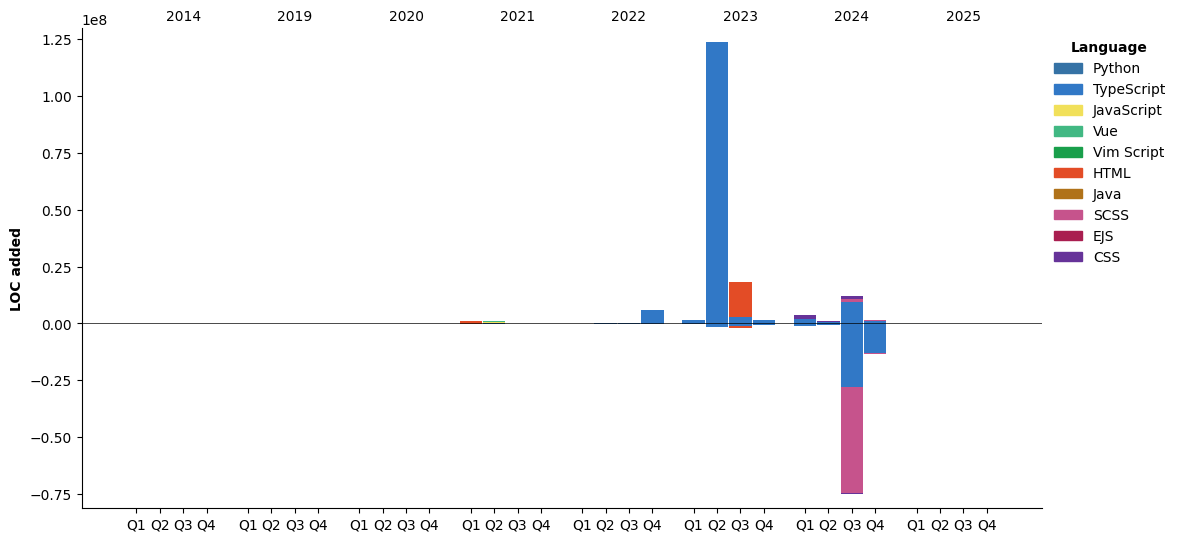 2014 2019 2020 2021 2022 2023 2024 2025
1e8
1.25
1.00
0.75
0.50
0.25
0.00
−0.25
−0.50
−0.75
LOC added
Q1 Q2 Q3 Q4 Q1 Q2 Q3 Q4 Q1 Q2 Q3 Q4 Q1 Q2 Q3 Q4 Q1 Q2 Q3 Q4 Q1 Q2 Q3 Q4 Q1 Q2 Q3 Q4 Q1 Q2 Q3 Q4
Language
Python
TypeScript
JavaScript
Vue
Vim Script
HTML
Java
SCSS
EJS
CSS